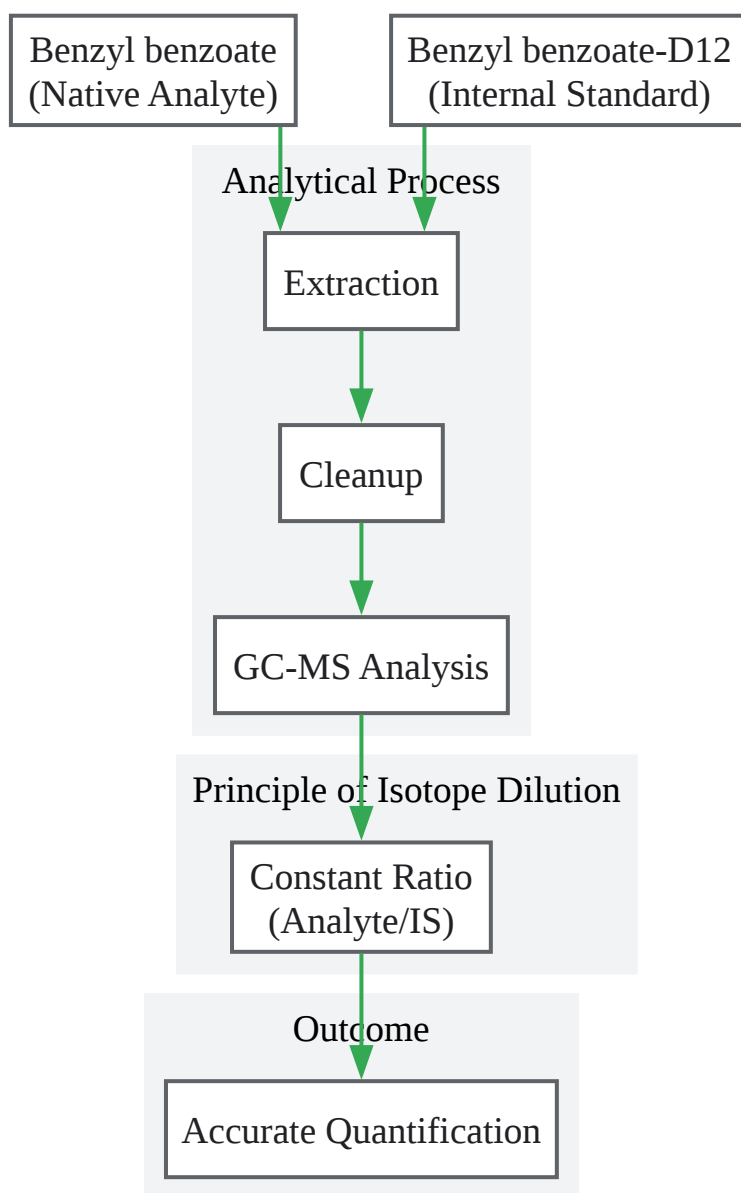 Benzyl benzoate
(Native Analyte)
Benzyl benzoate-D12
(Internal Standard)
Analytical Process
Extraction
Cleanup
GC-MS Analysis
Principle of Isotope Dilution
Constant Ratio
(Analyte/IS)
Outcome
Accurate Quantification